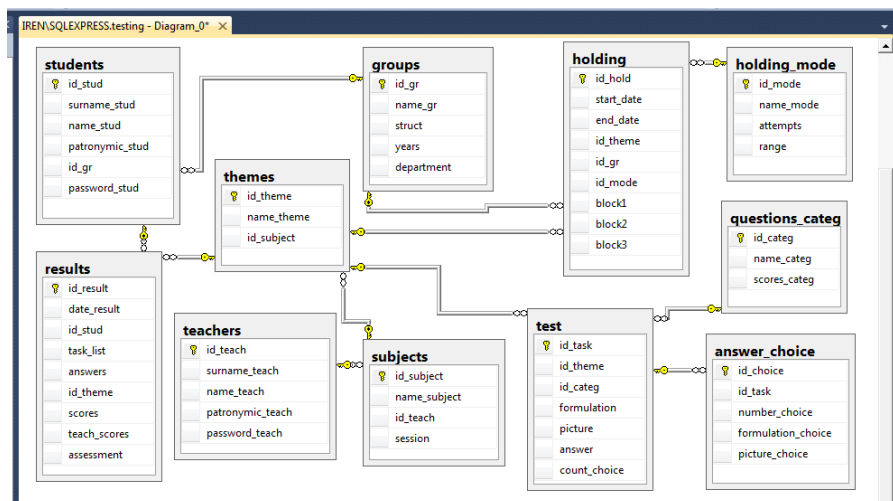 IREN\SQLEXPRESS.testing - Diagram_0*
students
id_stud
surname_stud
name_stud
patronymic_stud
id_gr
password_stud
groups
id_gr
name_gr
struct
years
department
holding
id_hold
start_date
end_date
id_theme
id_gr
id_mode
block1
block2
block3
holding_mode
id_mode
name_mode
attempts
range
themes
id_theme
name_theme
id_subject
questions_categ
id_categ
name_categ
scores_categ
results
id_result
date_result
id_stud
task_list
answers
id_theme
scores
teach_scores
assessment
teachers
id_teach
surname_teach
name_teach
patronymic_teach
password_teach
subjects
id_subject
name_subject
id_teach
session
test
id_task
id_theme
id_categ
formulation
picture
answer
count_choice
answer_choice
id_choice
id_task
number_choice
formulation_choice
picture_choice